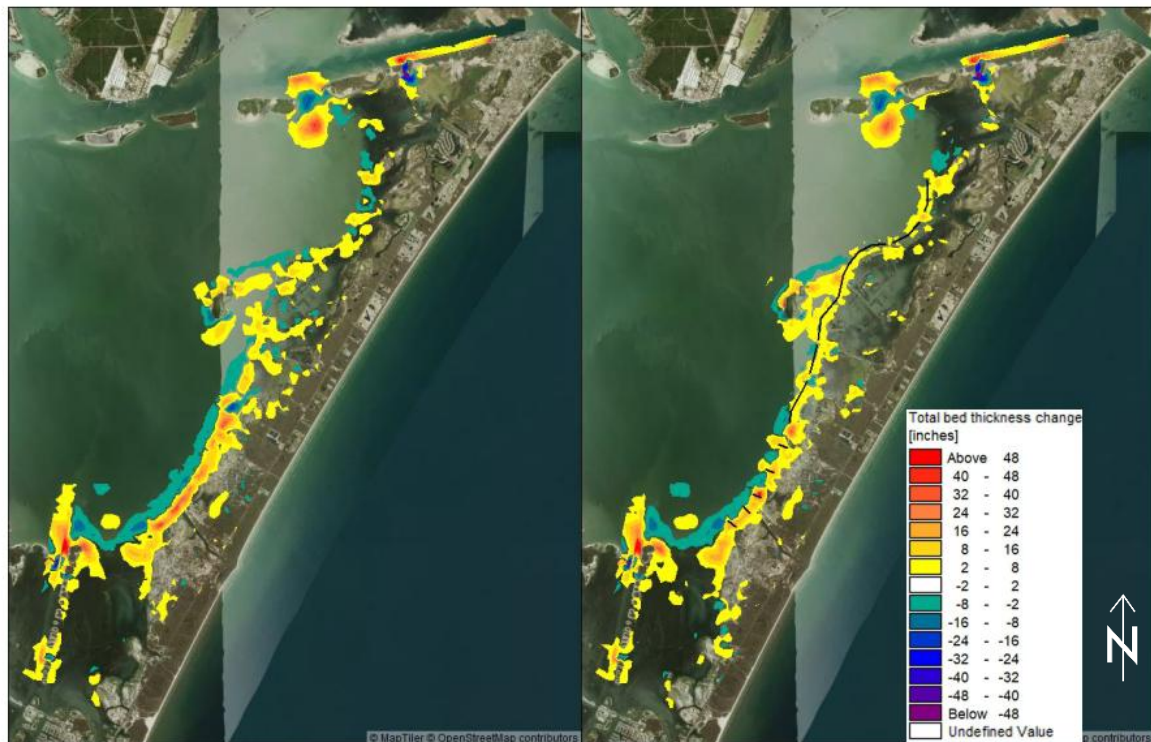 Total bed thickness change
[inches]
Above 48
40 - 48
32 - 40
24 - 32
16 - 24
8 - 16
2 - 8
-2 - 2
-8 - -2
-16 - -8
-24 - -16
-32 - -24
-40 - -32
-48 - -40
Below -48
Undefined Value
N
© MapTiler © OpenStreetMap contributors
p contributors